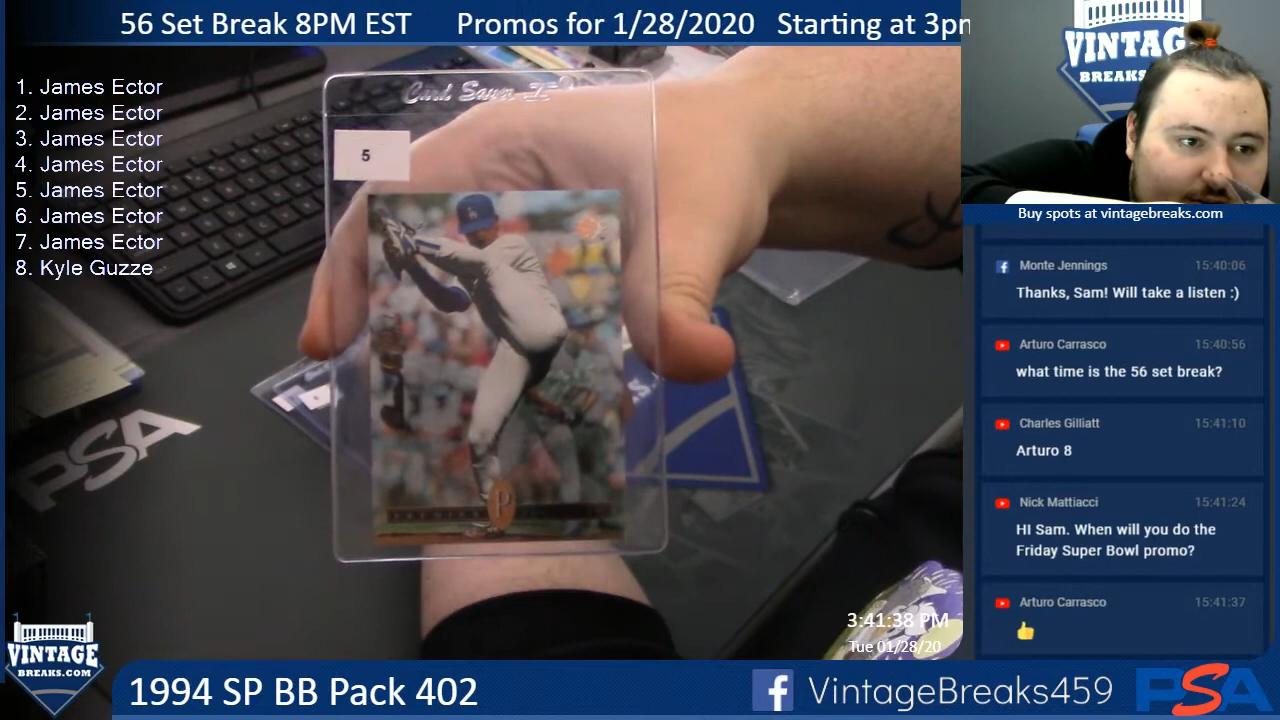 56 Set Break 8PM EST Promos for 1/28/2020 Starting at 3pm
VINTAG
BREAKS
1. James Ector
2. James Ector
3. James Ector
4. James Ector
5. James Ector
6. James Ector
7. James Ector
8. Kyle Guzze
Card Saver II
5
P
PSA
Buy spots at vintagebreaks.com
Monte Jennings 15:40:06
Thanks, Sam! Will take a listen :)
Arturo Carrasco 15:40:56
what time is the 56 set break?
Charles Gilliatt 15:41:10
Arturo 8
Nick Mattiacci 15:41:24
HI Sam. When will you do the
Friday Super Bowl promo?
Arturo Carrasco 15:41:37
👍
3:41:38 PM
Tue 01/28/20
VINTAGE
BREAKS.COM
1994 SP BB Pack 402
f VintageBreaks459
PSA